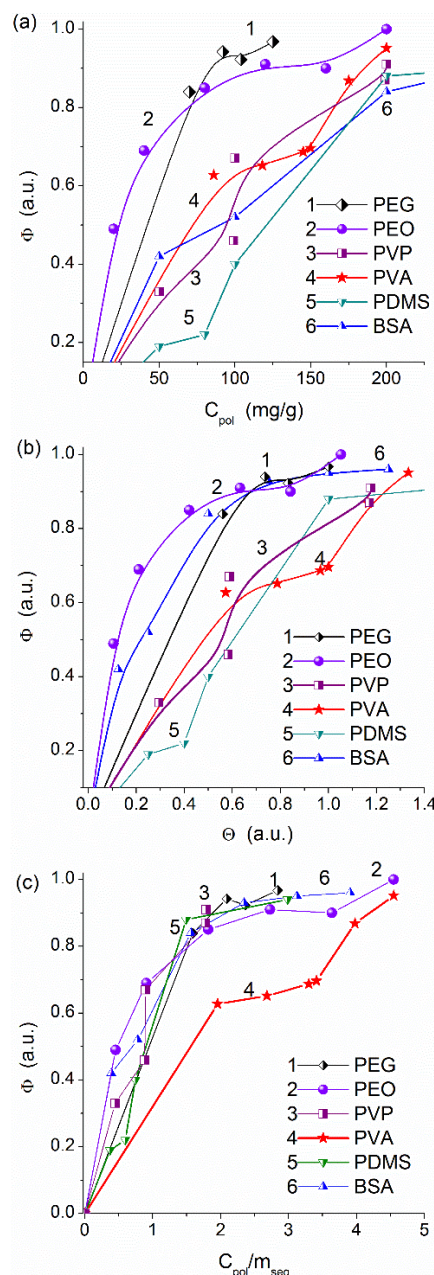 (a)
1.0
0.8
0.6
0.4
0.2
Φ (a.u.)
1
2
4
3
5
6
1 PEG
2 PEO
3 PVP
4 PVA
5 PDMS
6 BSA
0 50 100 150 200
C_pol (mg/g)
(b)
1.0
0.8
0.6
0.4
0.2
Φ (a.u.)
1
6
2
3
4
5
1 PEG
2 PEO
3 PVP
4 PVA
5 PDMS
6 BSA
0.0 0.2 0.4 0.6 0.8 1.0 1.2 1.4
Θ (a.u.)
(c)
1.0
0.8
0.6
0.4
0.2
0.0
Φ (a.u.)
3
1
6
2
5
4
1 PEG
2 PEO
3 PVP
4 PVA
5 PDMS
6 BSA
0 1 2 3 4 5
C_pol/m_seg